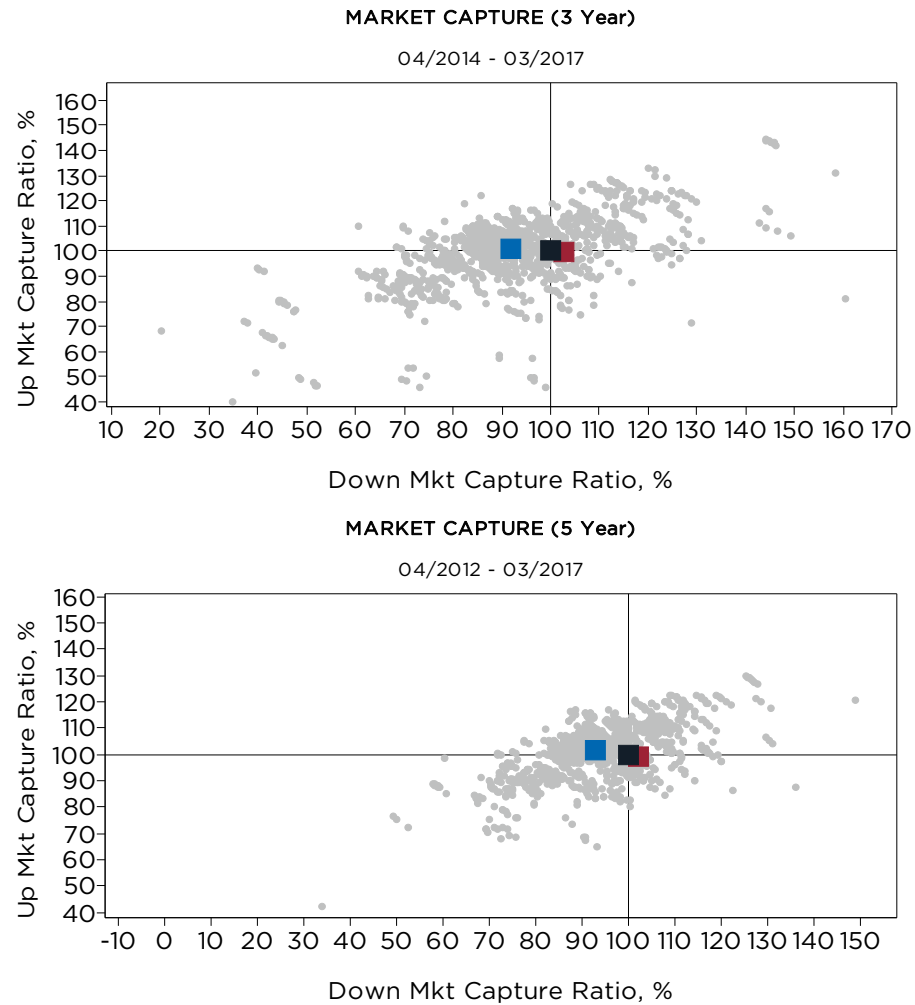 MARKET CAPTURE (3 Year)
04/2014 - 03/2017
Up Mkt Capture Ratio, %
160
150
140
130
120
110
100
90
80
70
60
50
40
10 20 30 40 50 60 70 80 90 100 110 120 130 140 150 160 170
Down Mkt Capture Ratio, %
MARKET CAPTURE (5 Year)
04/2012 - 03/2017
Up Mkt Capture Ratio, %
160
150
140
130
120
110
100
90
80
70
60
50
40
-10 0 10 20 30 40 50 60 70 80 90 100 110 120 130 140 150
Down Mkt Capture Ratio, %